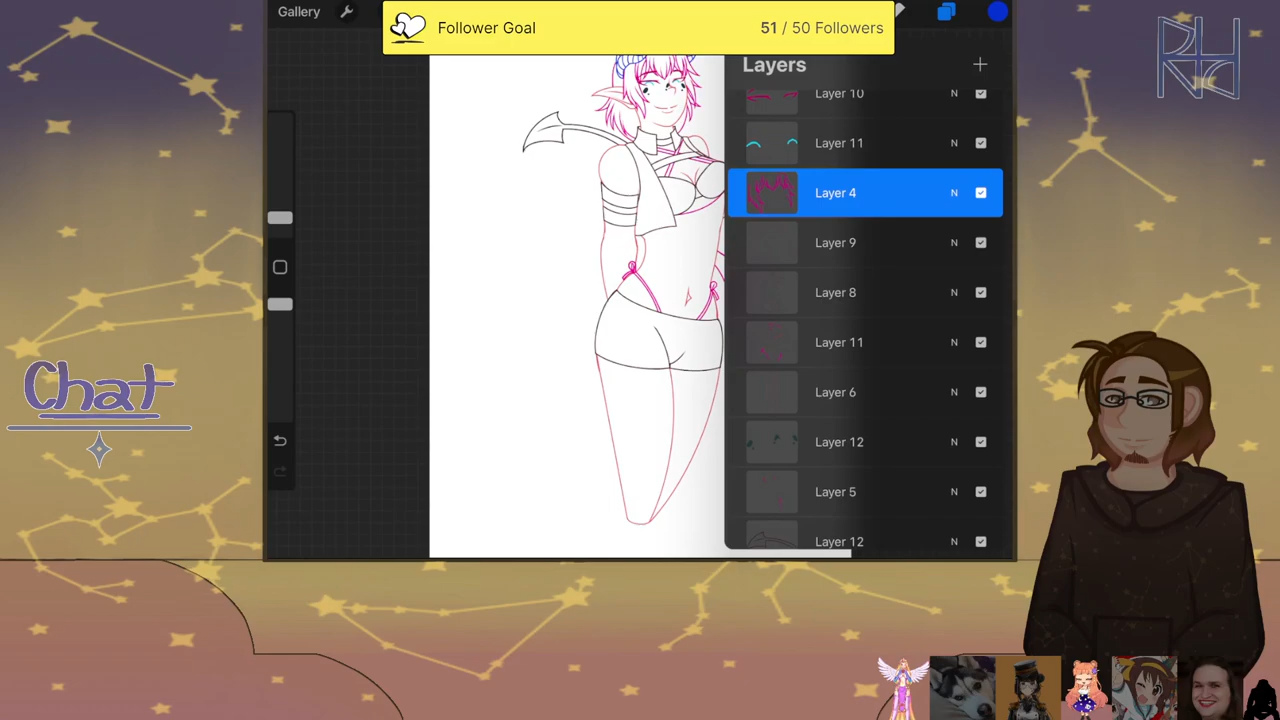 Gallery
Follower Goal
51 / 50 Followers
Layers
Layer 10 N
Layer 11 N
Layer 4 N
Layer 9 N
Layer 8 N
Layer 11 N
Layer 6 N
Layer 12 N
Layer 5 N
Layer 12 N
Chat